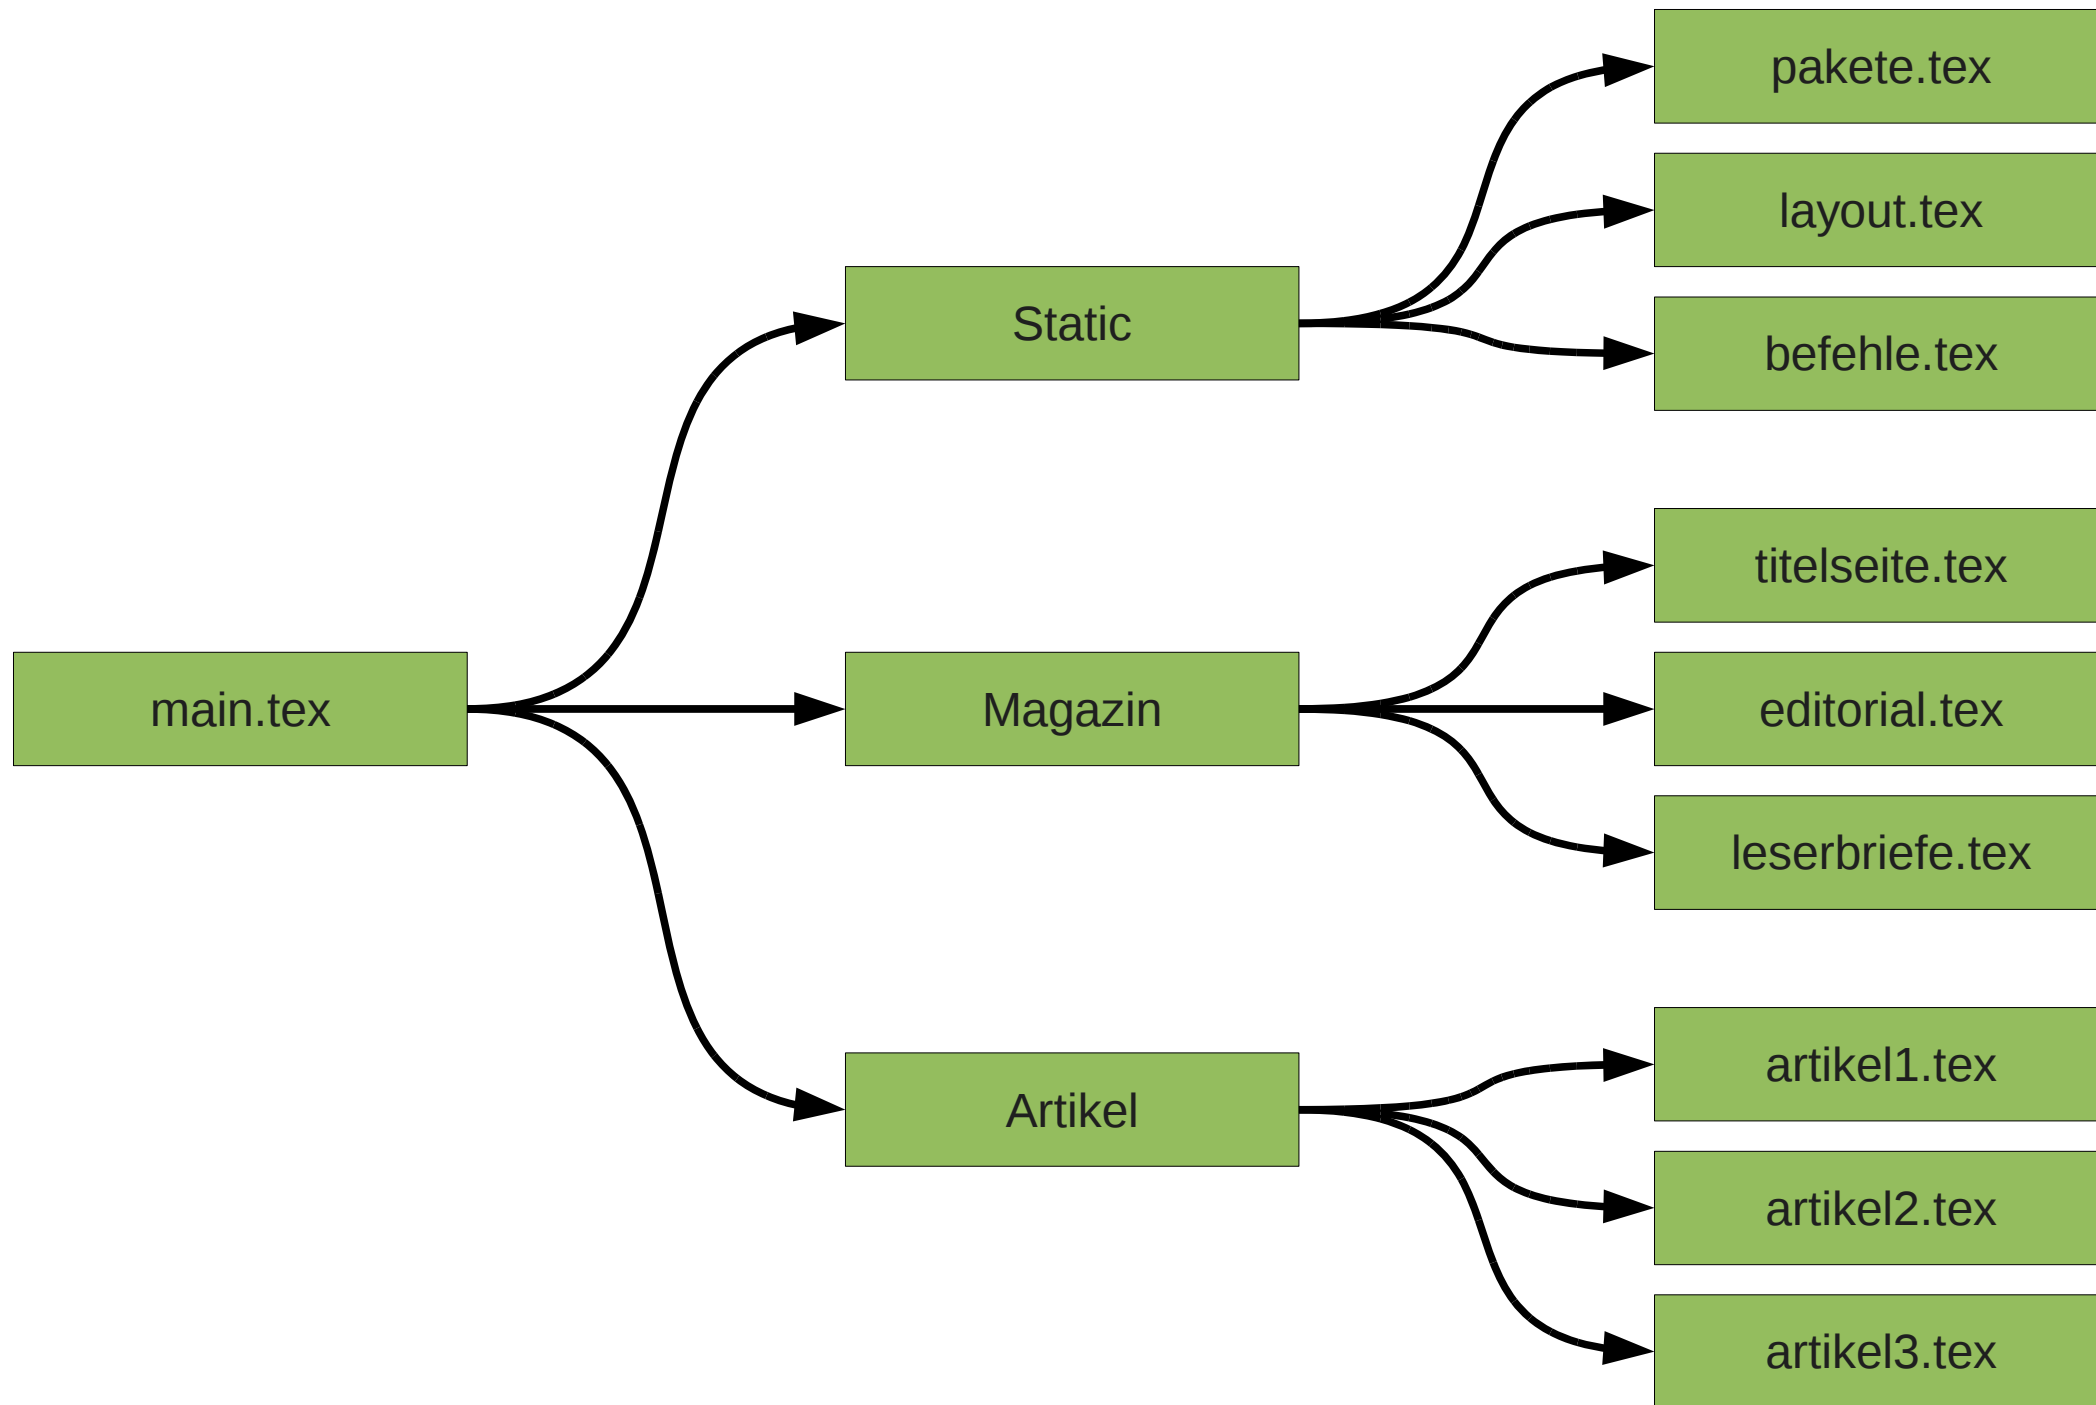 pakete.tex
layout.tex
Static
befehle.tex
titelseite.tex
main.tex
Magazin
editorial.tex
leserbriefe.tex
artikel1.tex
Artikel
artikel2.tex
artikel3.tex